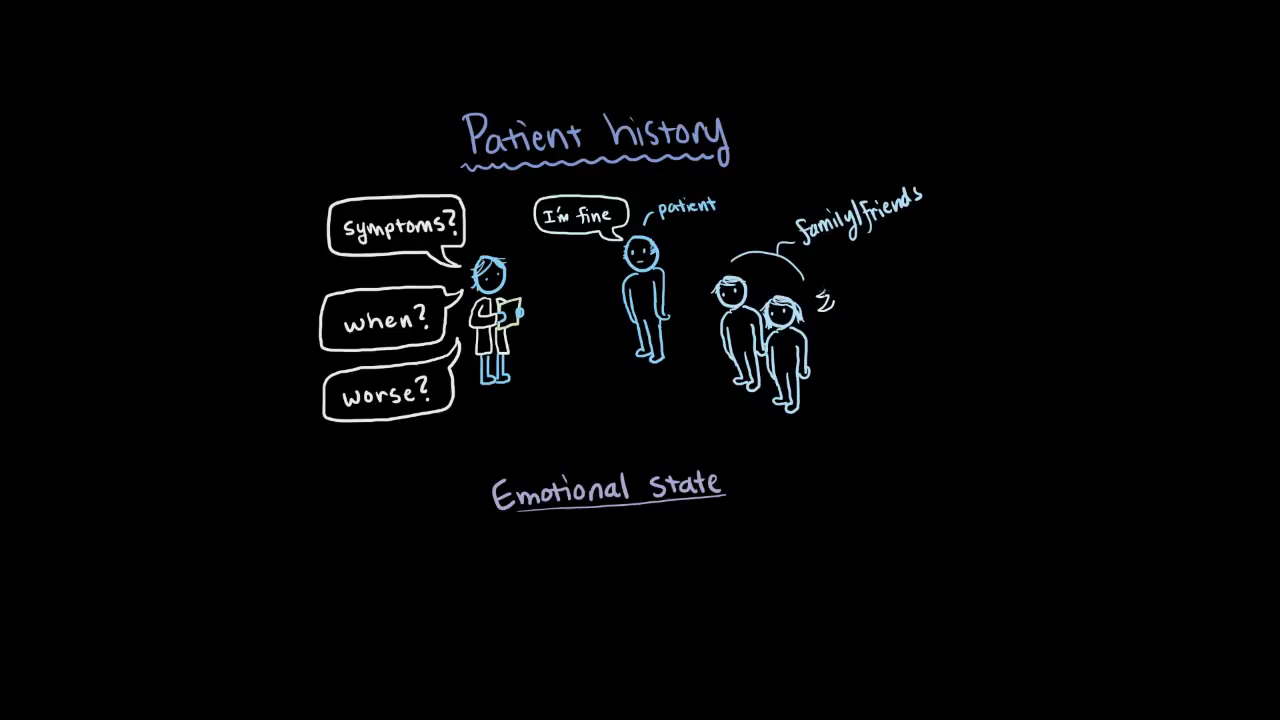 Patient history
symptoms?
I'm fine
patient
family/friends
when?
worse?
Emotional state